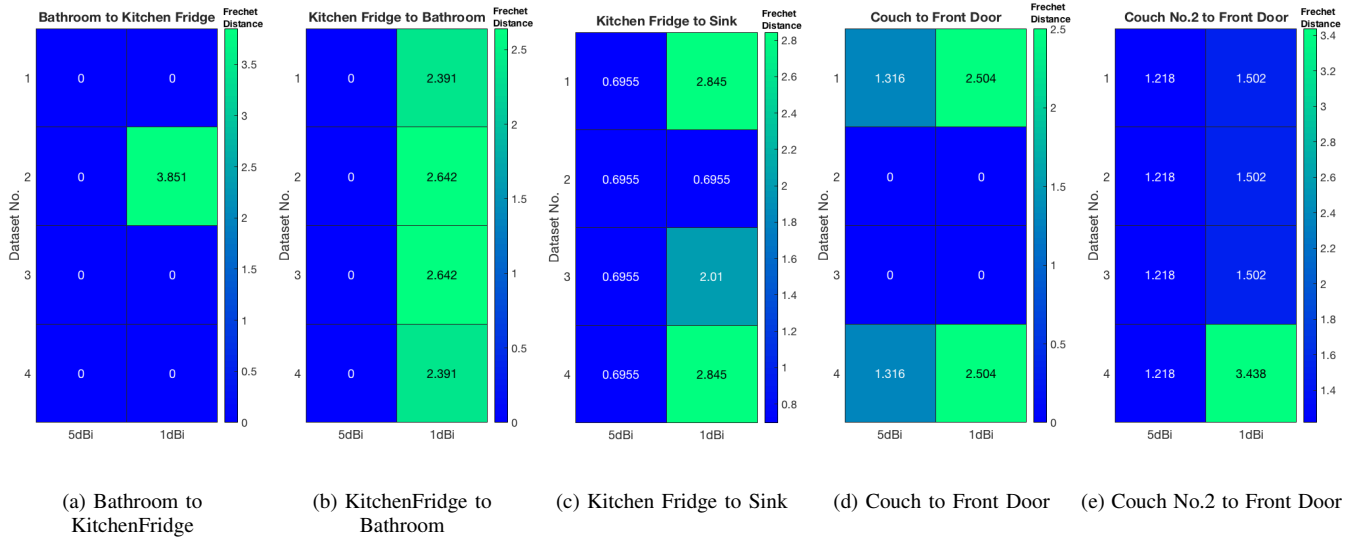 Bathroom to Kitchen Fridge
Frechet
Distance
Dataset No.
1
2
3
4
0
0
0
3.851
0
0
0
0
5dBi
1dBi
3.5
3
2.5
2
1.5
1
0.5
0
(a) Bathroom to
KitchenFridge
Kitchen Fridge to Bathroom
Frechet
Distance
Dataset No.
1
2
3
4
0
2.391
0
2.642
0
2.642
0
2.391
5dBi
1dBi
2.5
2
1.5
1
0.5
0
(b) KitchenFridge to
Bathroom
Kitchen Fridge to Sink
Frechet
Distance
Dataset No.
1
2
3
4
0.6955
2.845
0.6955
0.6955
0.6955
2.01
0.6955
2.845
5dBi
1dBi
2.8
2.6
2.4
2.2
2
1.8
1.6
1.4
1.2
1
0.8
(c) Kitchen Fridge to Sink
Couch to Front Door
Frechet
Distance
Dataset No.
1
2
3
4
1.316
2.504
0
0
0
0
1.316
2.504
5dBi
1dBi
2.5
2
1.5
1
0.5
0
(d) Couch to Front Door
Couch No.2 to Front Door
Frechet
Distance
Dataset No.
1
2
3
4
1.218
1.502
1.218
1.502
1.218
1.502
1.218
3.438
5dBi
1dBi
3.4
3.2
3
2.8
2.6
2.4
2.2
2
1.8
1.6
1.4
(e) Couch No.2 to Front Door